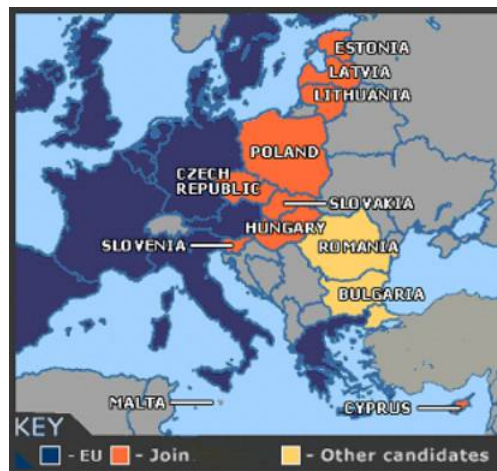 ESTONIA
LATVIA
LITHUANIA
POLAND
CZECH
REPUBLIC
SLOVAKIA
HUNGARY
SLOVENIA
ROMANIA
BULGARIA
MALTA
CYPRUS
KEY
- EU - Join - Other candidates